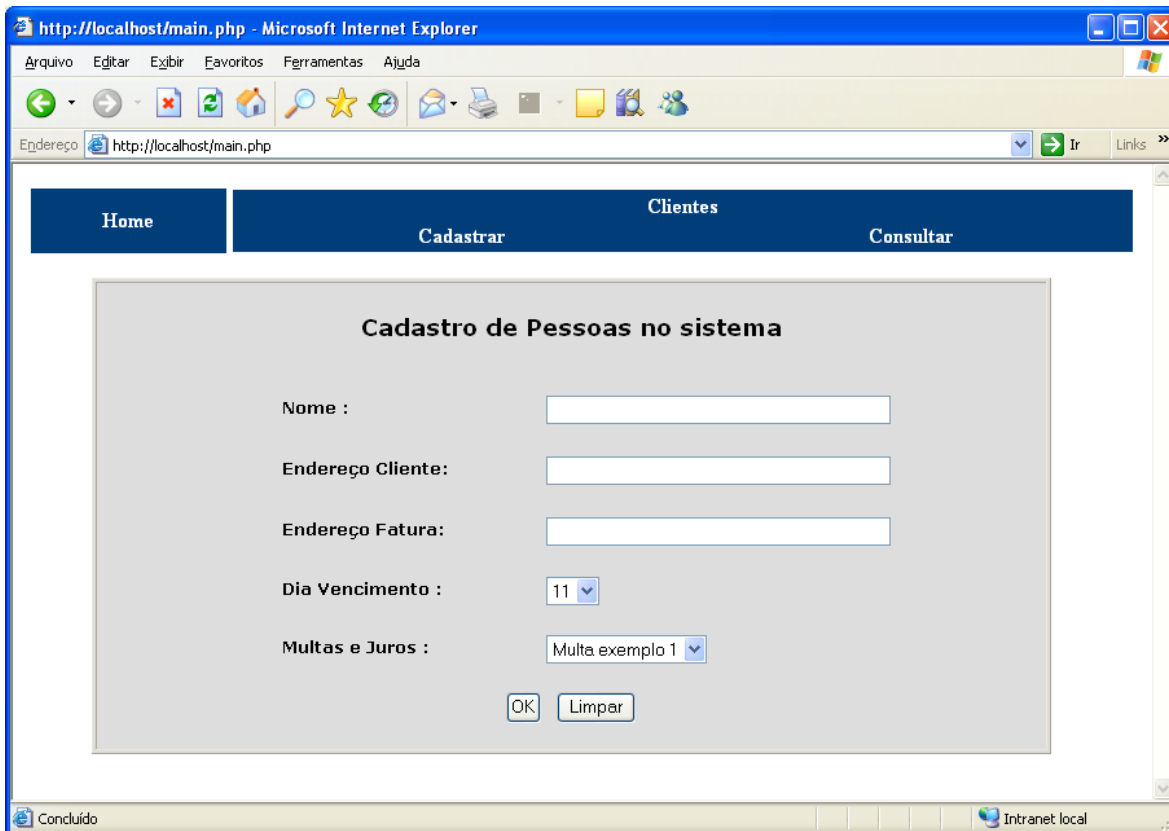 http://localhost/main.php - Microsoft Internet Explorer
Arquivo Editar Exibir Favoritos Ferramentas Ajuda
Endereço http://localhost/main.php Ir Links »
Home
Clientes
Cadastrar Consultar
Cadastro de Pessoas no sistema
Nome :
Endereço Cliente:
Endereço Fatura:
Dia Vencimento : 11
Multas e Juros : Multa exemplo 1
OK Limpar
Concluído Intranet local